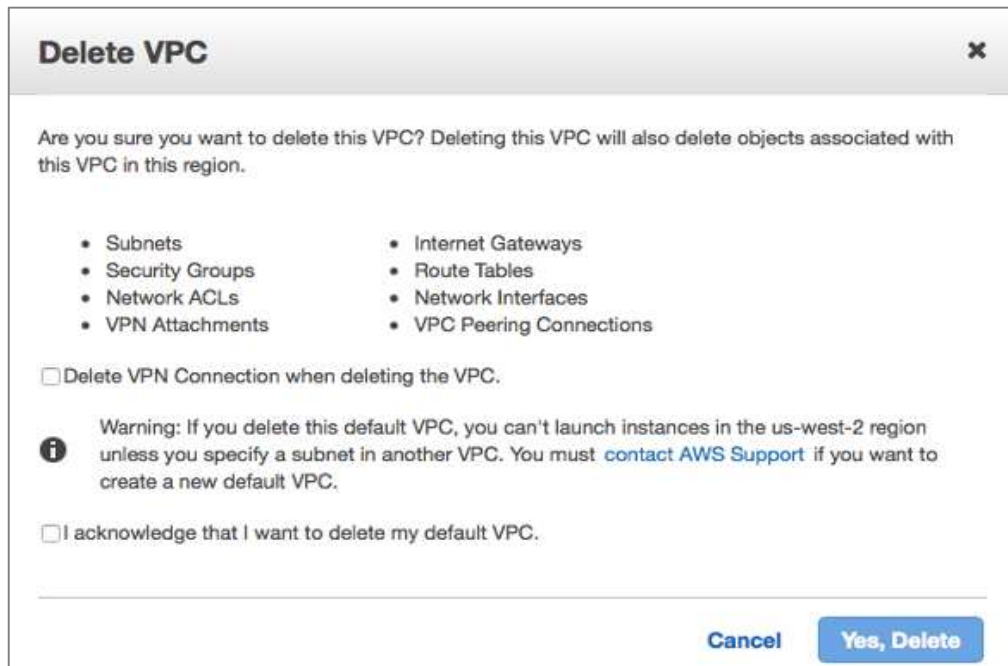 Delete VPC
Are you sure you want to delete this VPC? Deleting this VPC will also delete objects associated with
this VPC in this region.
Subnets
Security Groups
Network ACLs
VPN Attachments
Internet Gateways
Route Tables
Network Interfaces
VPC Peering Connections
Delete VPN Connection when deleting the VPC.
Warning: If you delete this default VPC, you can't launch instances in the us-west-2 region
unless you specify a subnet in another VPC. You must contact AWS Support if you want to
create a new default VPC.
I acknowledge that I want to delete my default VPC.
Cancel
Yes, Delete